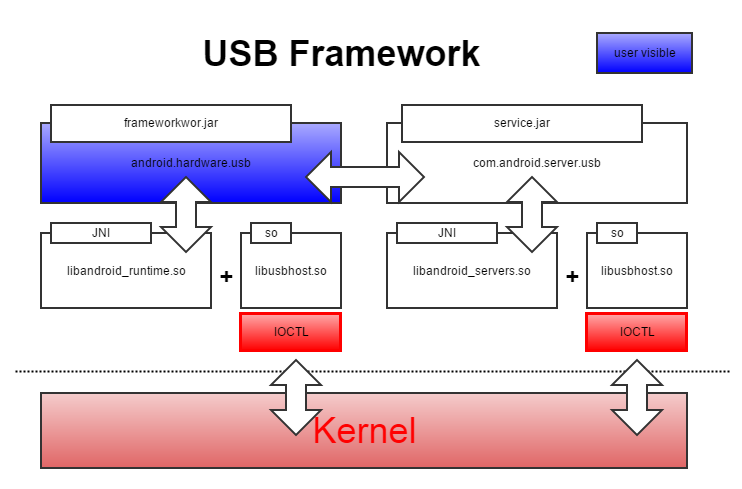 USB Framework
user visible
frameworkwor.jar
service.jar
android.hardware.usb
com.android.server.usb
JNI
so
JNI
so
libandroid_runtime.so
+
libusbhost.so
libandroid_servers.so
+
libusbhost.so
IOCTL
IOCTL
Kernel